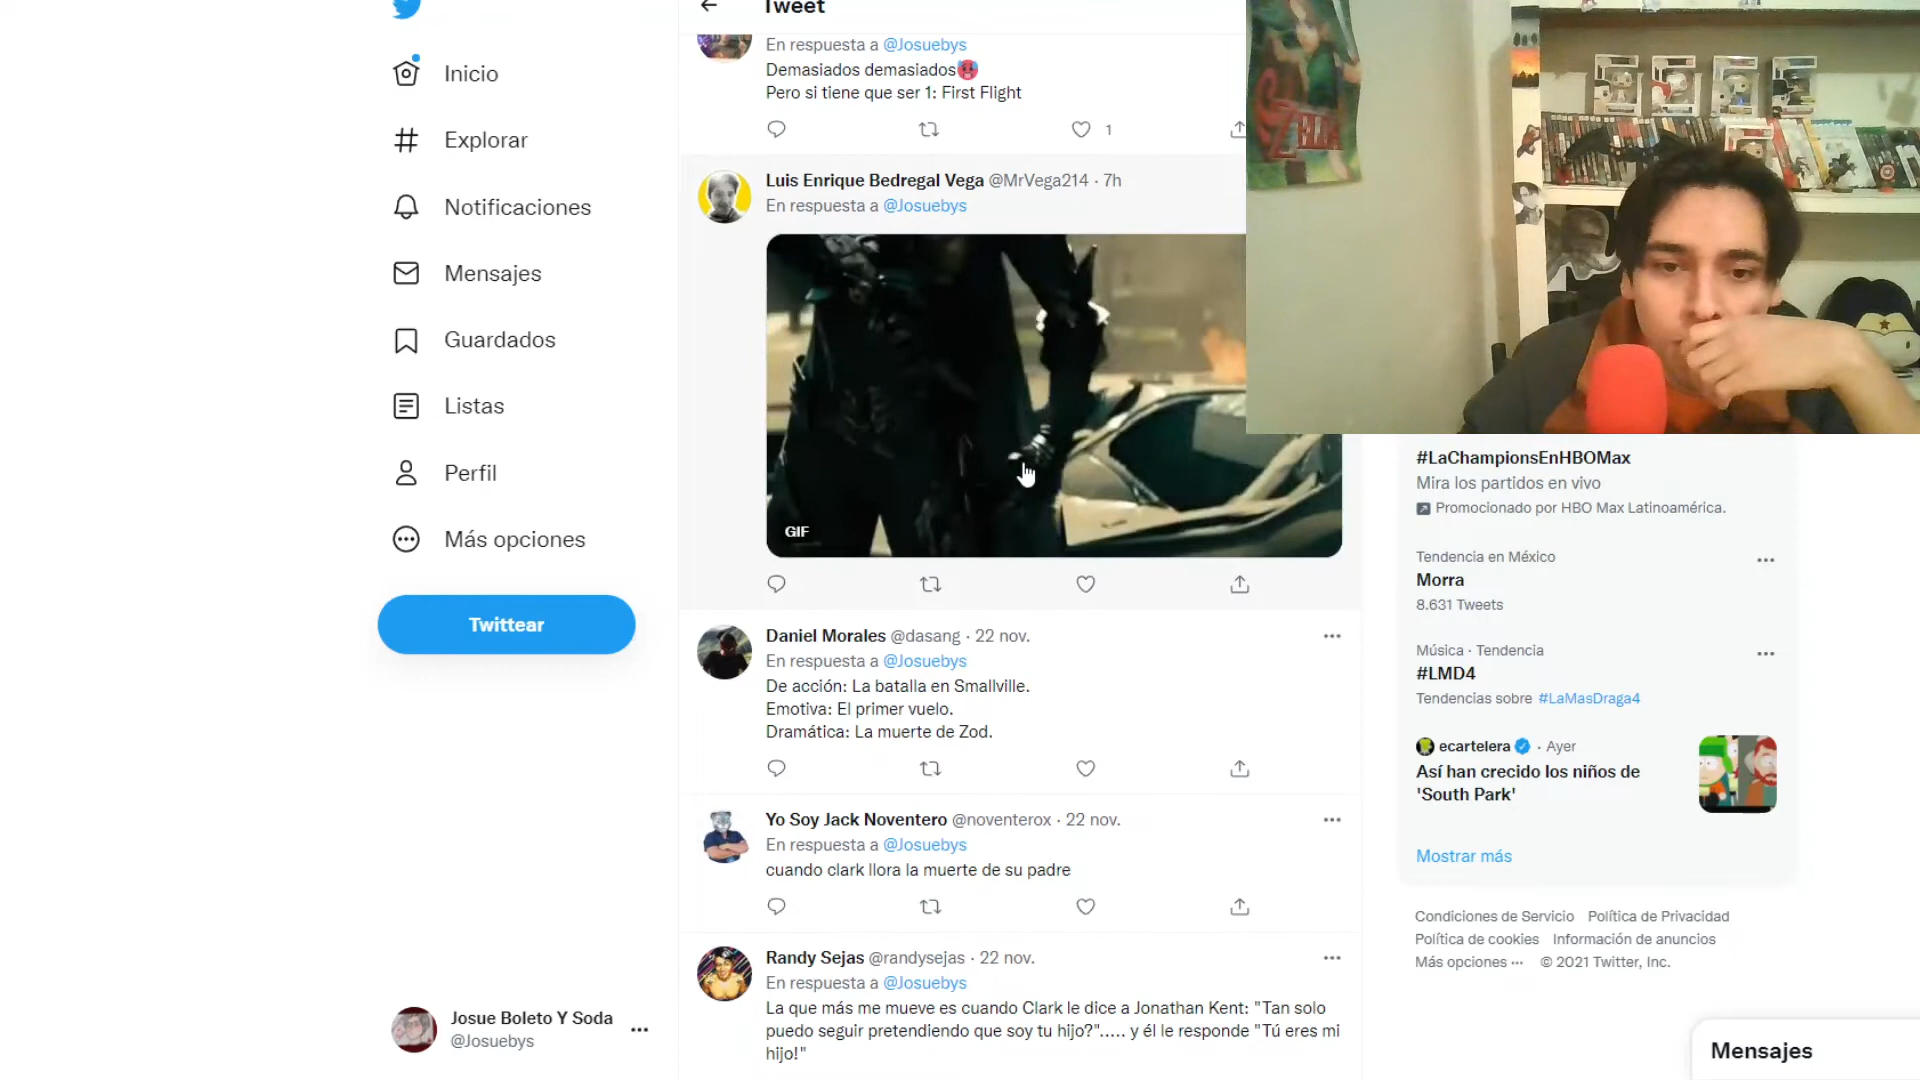 Tweet
Inicio
Explorar
Notificaciones
Mensajes
Guardados
Listas
Perfil
Más opciones
Twittear
Josue Boleto Y Soda
@Josuebys
En respuesta a @Josuebys
Demasiados demasiados
Pero si tiene que ser 1: First Flight
1
Luis Enrique Bedregal Vega @MrVega214 · 7h
En respuesta a @Josuebys
GIF
Daniel Morales @dasang · 22 nov.
En respuesta a @Josuebys
De acción: La batalla en Smallville.
Emotiva: El primer vuelo.
Dramática: La muerte de Zod.
Yo Soy Jack Noventero @noventerox · 22 nov.
En respuesta a @Josuebys
cuando clark llora la muerte de su padre
Randy Sejas @randysejas · 22 nov.
En respuesta a @Josuebys
La que más me mueve es cuando Clark le dice a Jonathan Kent: "Tan solo
puedo seguir pretendiendo que soy tu hijo?"..... y él le responde "Tú eres mi
hijo!"
#LaChampionsEnHBOMax
Mira los partidos en vivo
Promocionado por HBO Max Latinoamérica.
Tendencia en México
Morra
8.631 Tweets
Música · Tendencia
#LMD4
Tendencias sobre #LaMasDraga4
ecartelera · Ayer
Así han crecido los niños de
'South Park'
Mostrar más
Condiciones de Servicio Política de Privacidad
Política de cookies Información de anuncios
Más opciones ··· © 2021 Twitter, Inc.
Mensajes